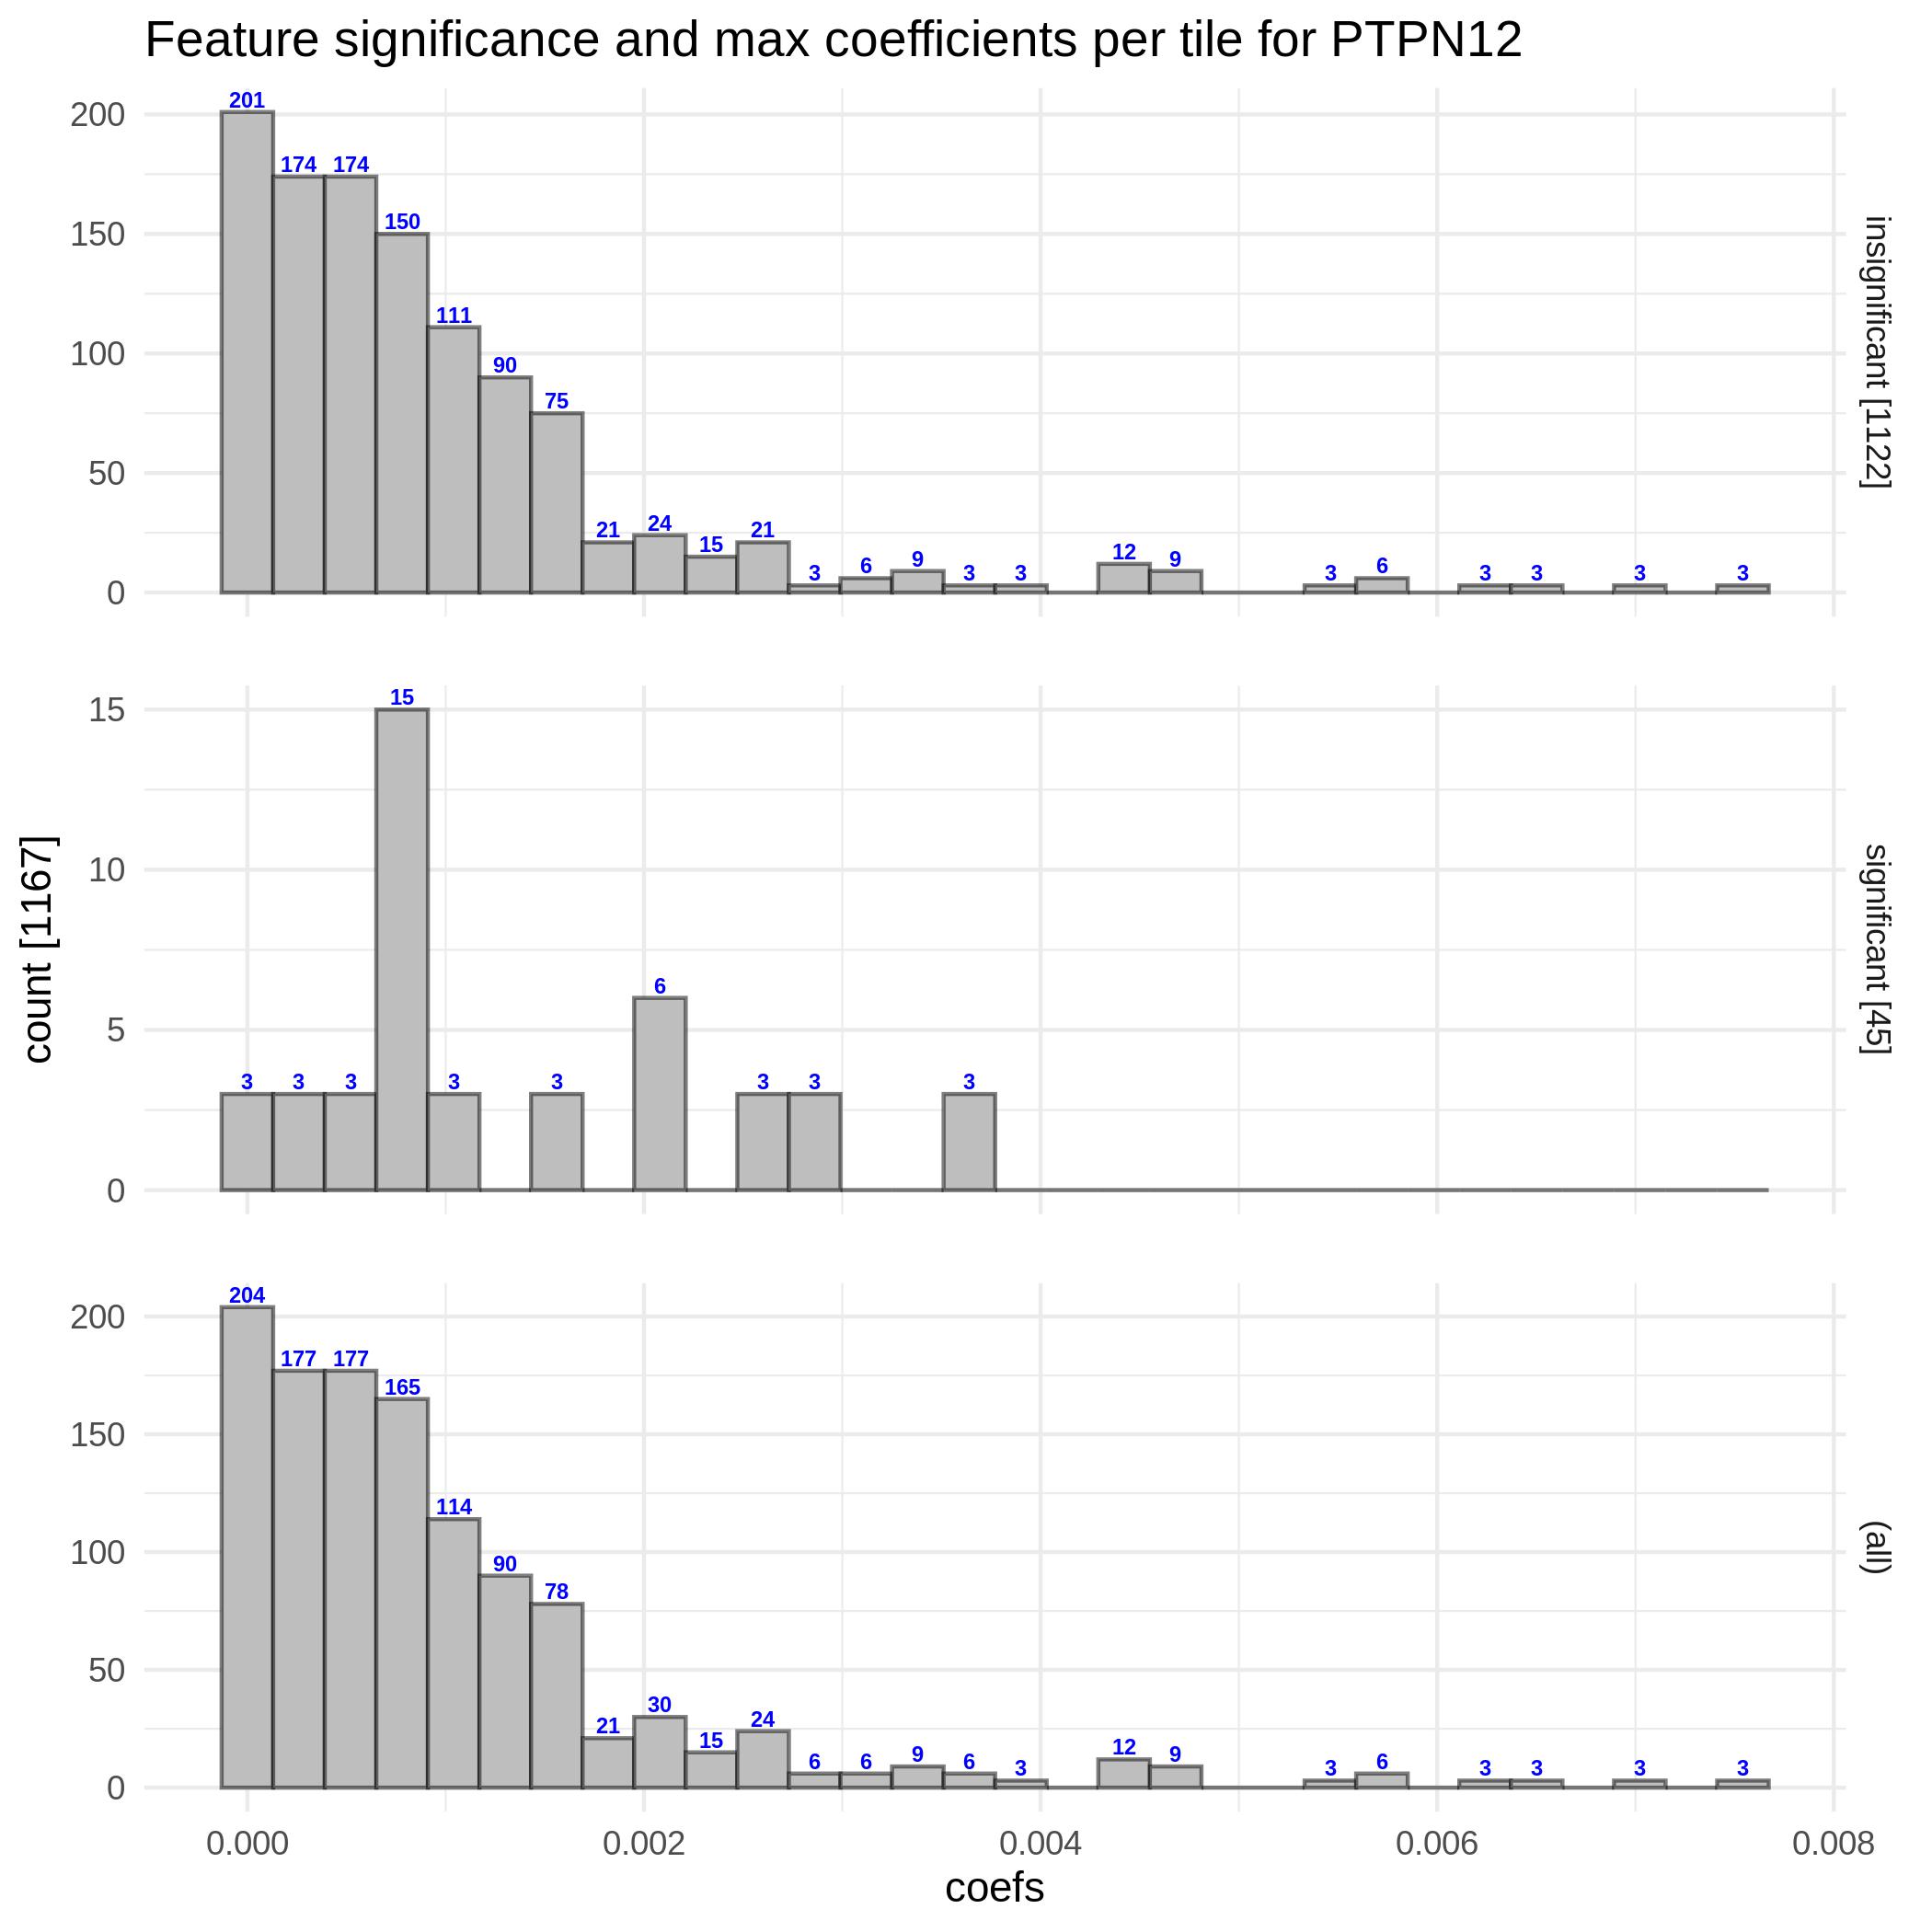 Feature significance and max coefficients per tile for PTPN12
201
200
174 174
150
150
111
100
90
75
50
21 24 15 21 3 6 9 3 3 12 9 3 6 3 3 3 3
0
insignificant [1122]
15
15
10
6
5
3 3 3 3 3 3 3 3
0
significant [45]
count [1167]
204
200
177 177
165
150
114
100
90
78
50
21 30 15 24 6 6 9 6 3 12 9 3 6 3 3 3 3
0
(all)
0.000 0.002 0.004 0.006 0.008
coefs